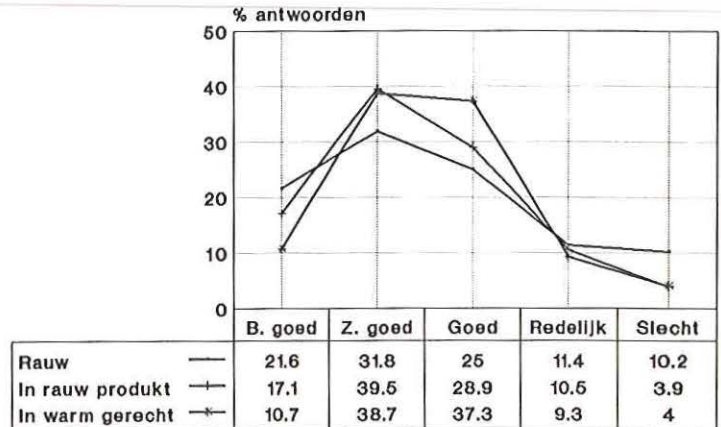 % antwoorden
50
40
30
20
10
0
B. goed Z. goed Goed Redelijk Slecht
Rauw 21.6 31.8 25 11.4 10.2
In rauw produkt 17.1 39.5 28.9 10.5 3.9
In warm gerecht 10.7 38.7 37.3 9.3 4